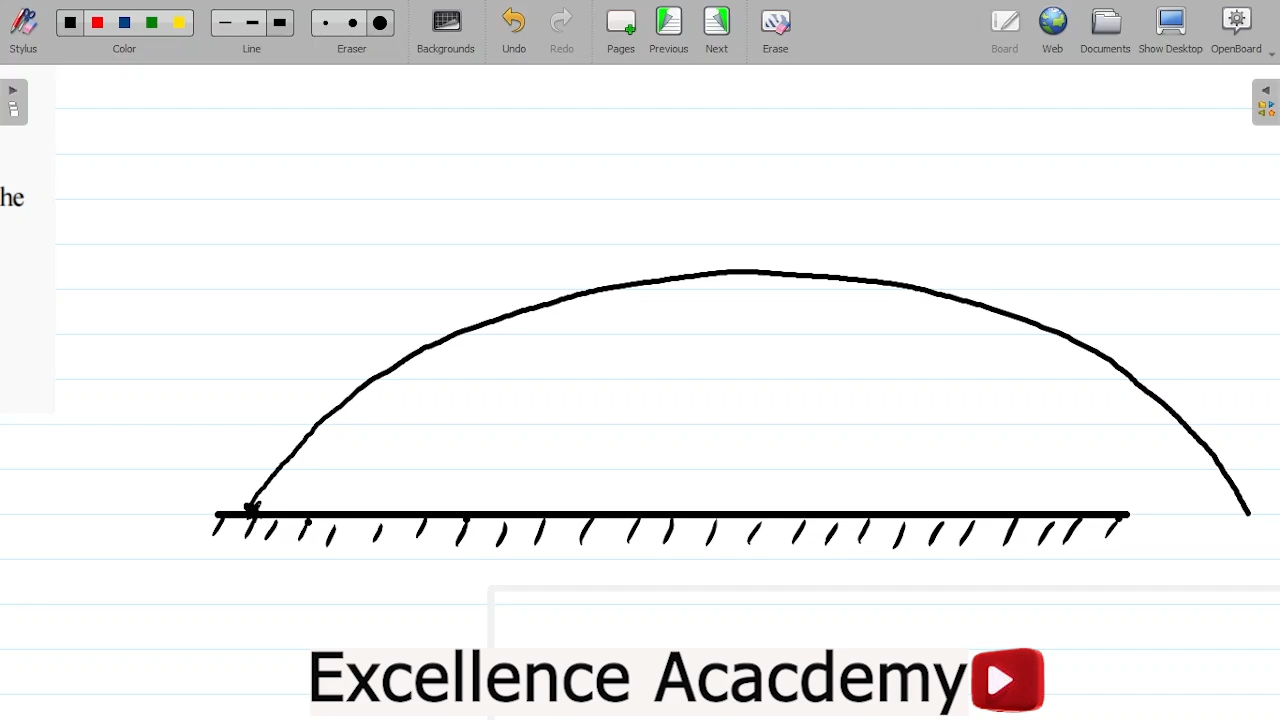 Stylus Color Line Eraser Backgrounds Undo Redo Pages Previous Next Erase Board Web Documents Show Desktop OpenBoard
he
Excellence Acacdemy